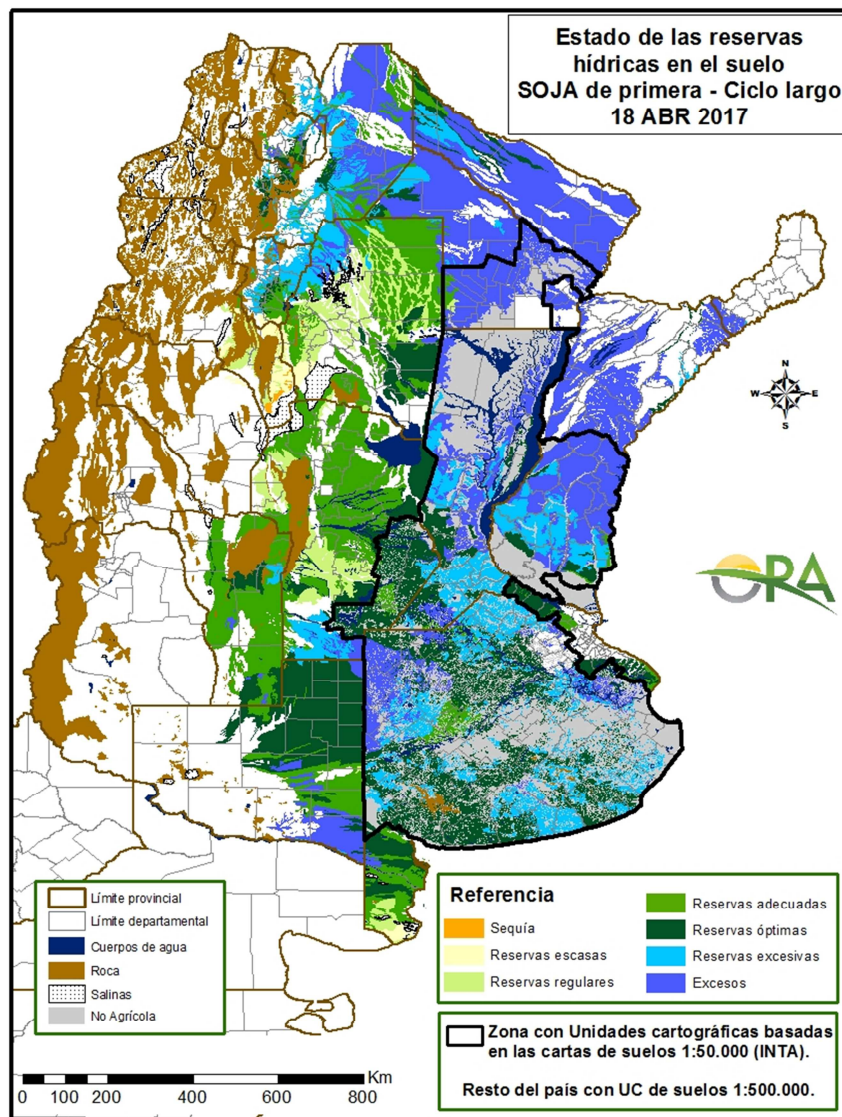 Estado de las reservas
hídricas en el suelo
SOJA de primera - Ciclo largo
18 ABR 2017
N
W E
S
OPA
Límite provincial
Límite departamental
Cuerpos de agua
Roca
Salinas
No Agrícola
Referencia
Sequía
Reservas escasas
Reservas regulares
Reservas adecuadas
Reservas óptimas
Reservas excesivas
Excesos
Zona con Unidades cartográficas basadas
en las cartas de suelos 1:50.000 (INTA).
Resto del país con UC de suelos 1:500.000.
Km
0 100 200 400 600 800